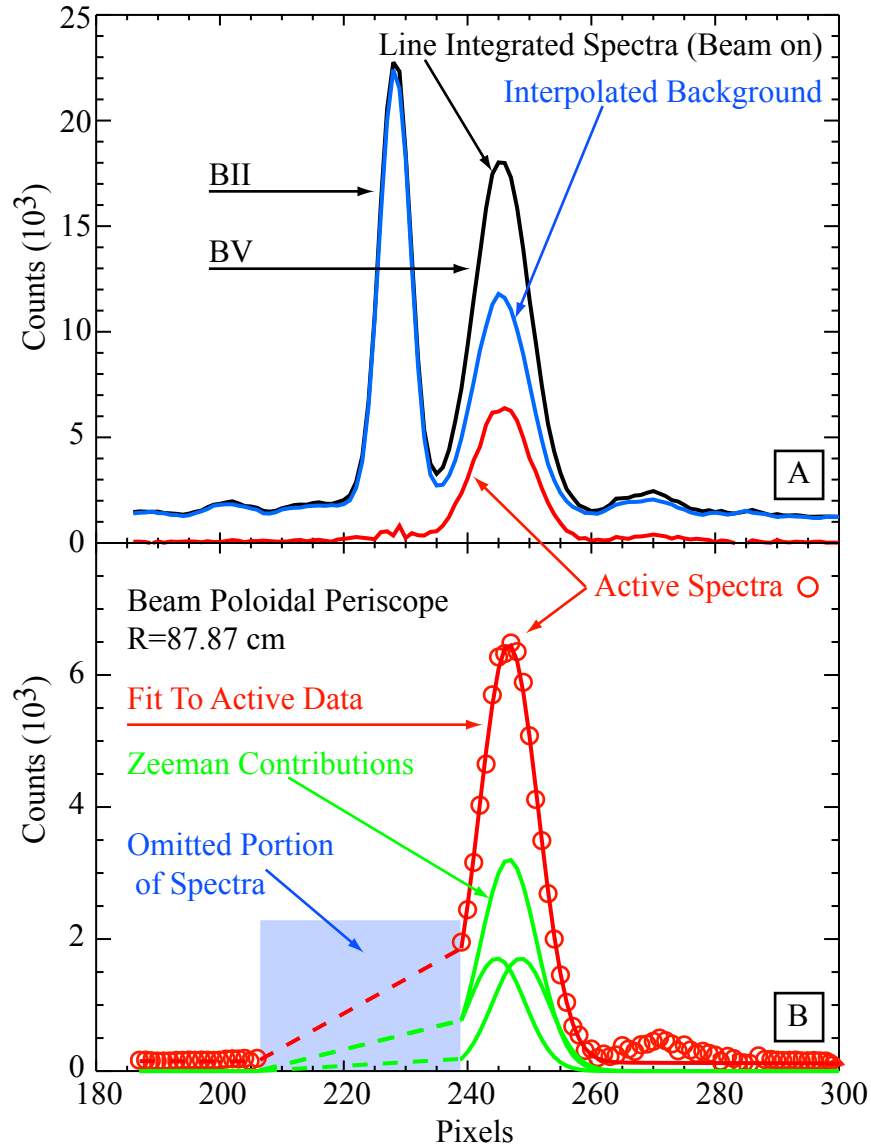 25
Line Integrated Spectra (Beam on)
Interpolated Background
20
BII
15
BV
Counts (10³)
10
5
A
0
Active Spectra
Beam Poloidal Periscope
R=87.87 cm
6
Fit To Active Data
Zeeman Contributions
Counts (10³)
4
Omitted Portion
of Spectra
2
B
0
180 200 220 240 260 280 300
Pixels